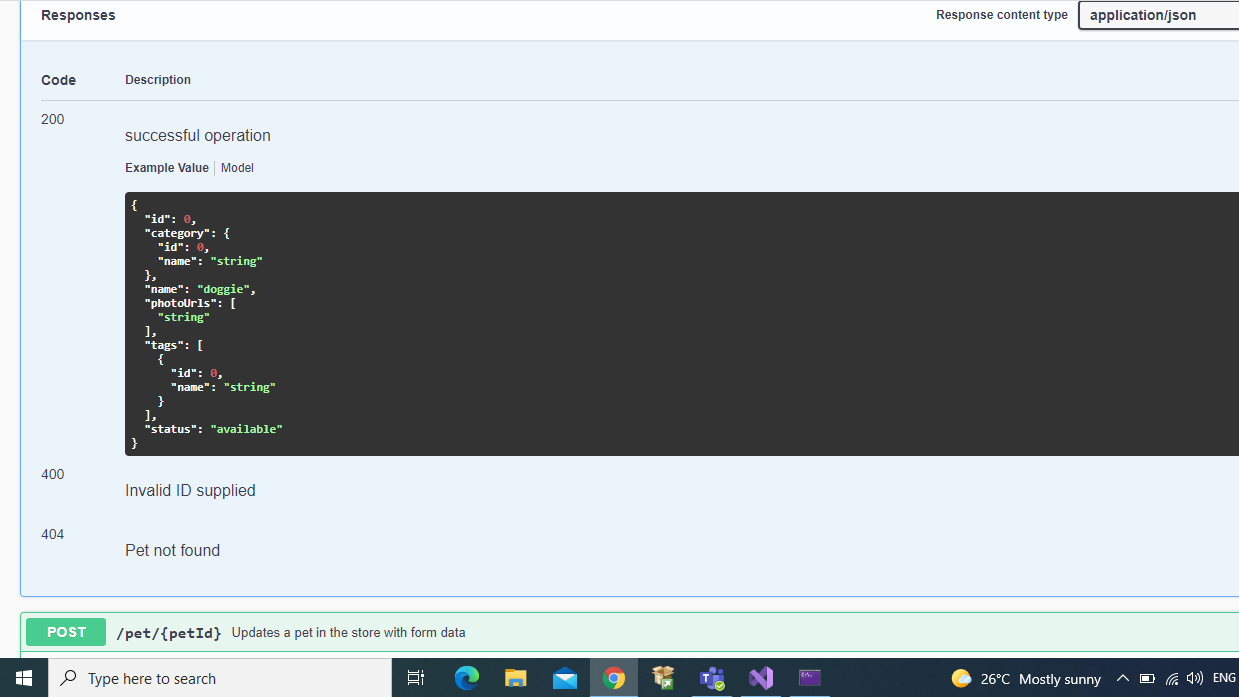 Responses
Response content type
application/json
Code
Description
200
successful operation
Example Value
Model
{
  "id": 0,
  "category": {
    "id": 0,
    "name": "string"
  },
  "name": "doggie",
  "photoUrls": [
    "string"
  ],
  "tags": [
    {
      "id": 0,
      "name": "string"
    }
  ],
  "status": "available"
}
400
Invalid ID supplied
404
Pet not found
POST
/pet/{petId}
Updates a pet in the store with form data
Type here to search
26°C Mostly sunny
ENG